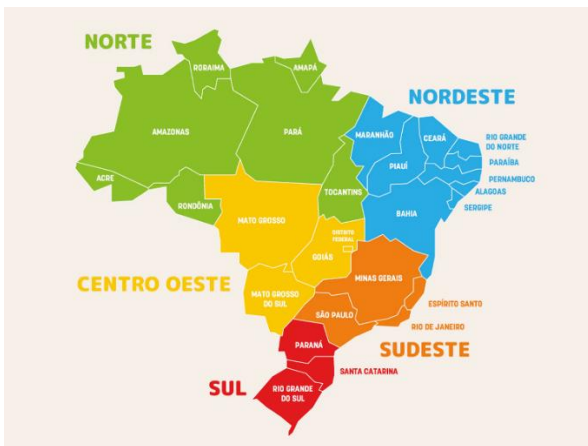 NORTE
RORAIMA
AMAPÁ
NORDESTE
AMAZONAS
PARÁ
MARANHÃO
CEARÁ
RIO GRANDE
DO NORTE
PIAUÍ
PARAÍBA
ACRE
PERNAMBUCO
TOCANTINS
ALAGOAS
RONDÔNIA
SERGIPE
MATO GROSSO
BAHIA
DISTRITO
FEDERAL
GOIÁS
CENTRO OESTE
MINAS GERAIS
MATO GROSSO
DO SUL
ESPÍRITO SANTO
SÃO PAULO
RIO DE JANEIRO
PARANÁ
SUDESTE
SANTA CATARINA
SUL
RIO GRANDE
DO SUL